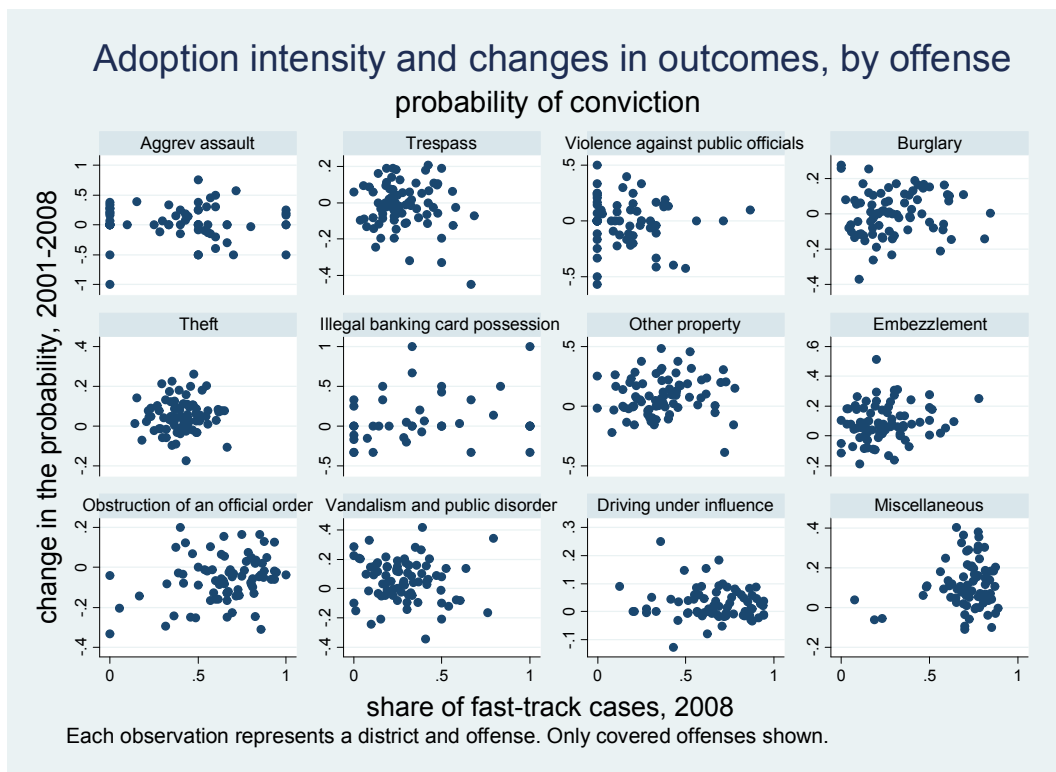 Adoption intensity and changes in outcomes, by offense
probability of conviction
change in the probability, 2001-2008
Aggrev assault
-1 -.5 0 .5 1
Trespass
-.4 -.2 0 .2
Violence against public officials
-.5 0 .5
Burglary
-.4 -.2 0 .2
Theft
-.2 0 .2 .4
Illegal banking card possession
-.5 0 .5 1
Other property
-.5 0 .5
Embezzlement
-.2 0 .2 .4 .6
Obstruction of an official order
-.4 -.2 0 .2
0 .5 1
Vandalism and public disorder
-.4 -.2 0 .2 .4
0 .5 1
Driving under influence
-.1 0 .1 .2 .3
0 .5 1
Miscellaneous
-.2 0 .2 .4
0 .5 1
share of fast-track cases, 2008
Each observation represents a district and offense. Only covered offenses shown.